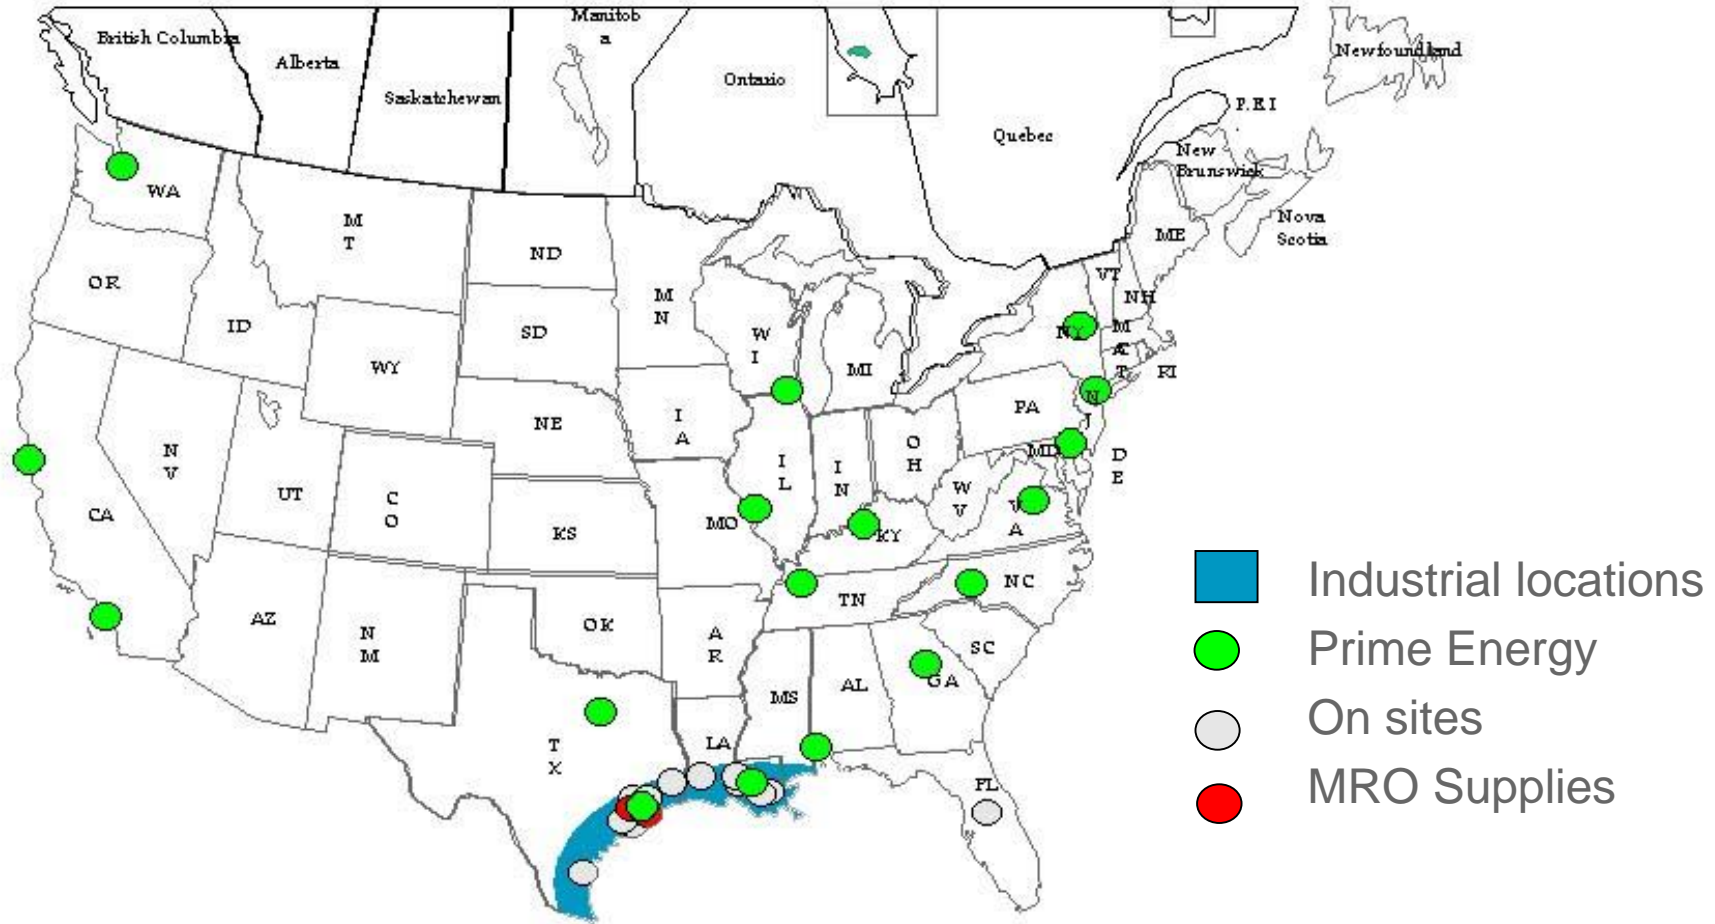 Manitob
a
British Columbia
Alberta
Saskatchewan
Ontario
Quebec
Newfoundland
P.E I
New
Brunswick
Nova
Scotia
WA
M
T
ND
M
N
ME
VT
NH
OR
ID
SD
W
I
MI
NY
M
A
C
T
RI
WY
NE
I
A
PA
N
J
N
V
UT
C
O
I
L
I
N
O
H
MD
D
E
W
V
V
A
CA
KS
MO
KY
AZ
N
M
OK
A
R
TN
NC
SC
MS
AL
GA
T
X
LA
FL
Industrial locations
Prime Energy
On sites
MRO Supplies